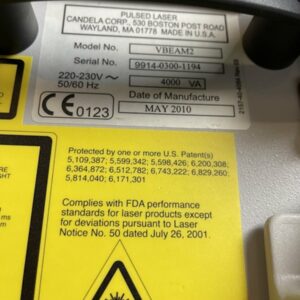 PULSED LASER
CANDELA CORP., 530 BOSTON POST ROAD
WAYLAND, MA 01778 MADE IN U.S.A.
Model No. VBEAM2
Serial No. 9914-0300-1194
220-230V ~ 4000 VA
50/60 Hz
CE 0123 Date of Manufacture
MAY 2010
Protected by one or more U.S. Patent(s)
5,109,387; 5,599,342; 5,598,426; 6,200,308;
6,364,872; 6,512,782; 6,743,222; 6,829,260;
5,814,040; 6,171,301
Complies with FDA performance
standards for laser products except
for deviations pursuant to Laser
Notice No. 50 dated July 26, 2001.